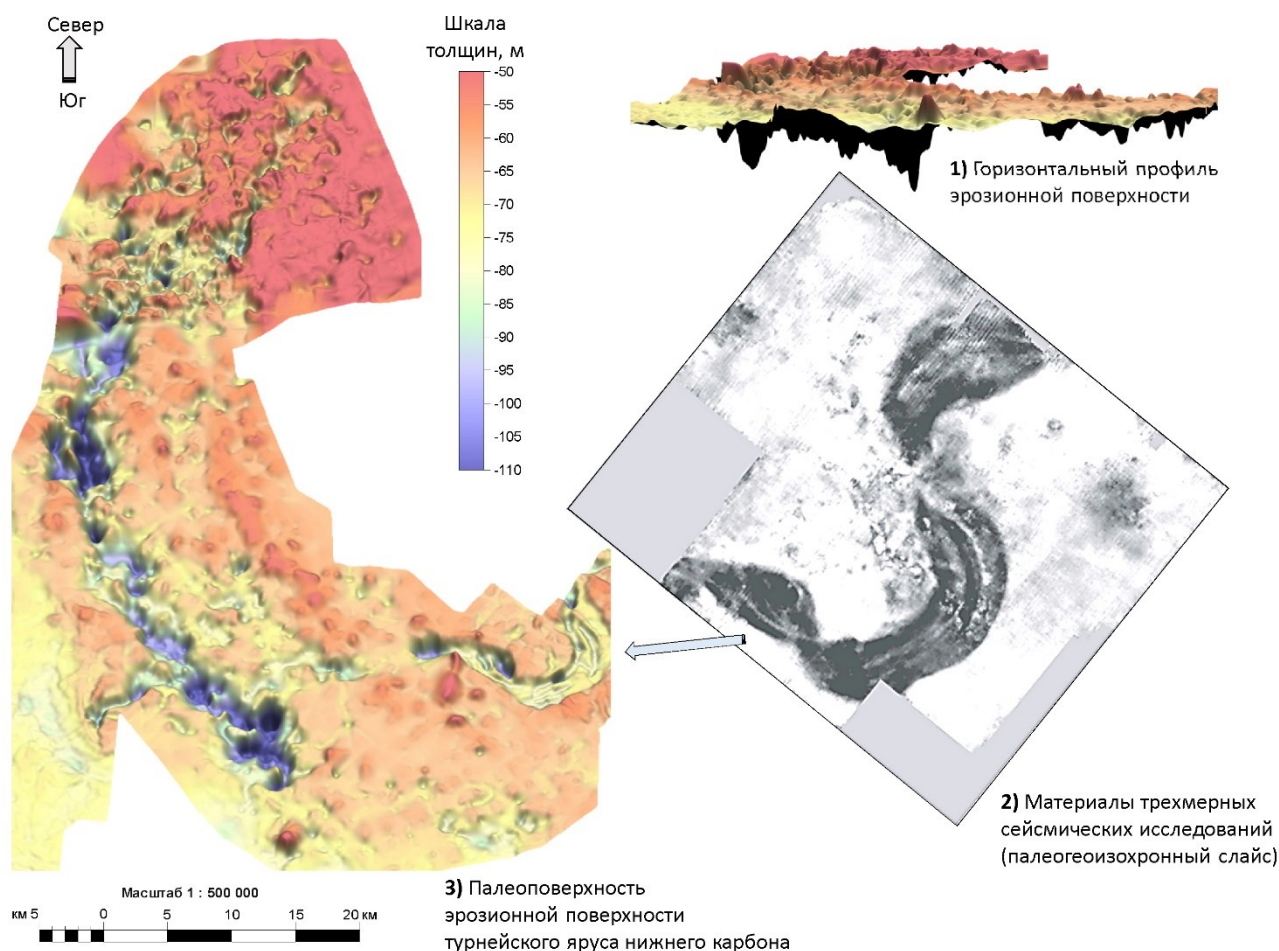 Север
Юг
Шкала
толщин, м
-50
-55
-60
-65
-70
-75
-80
-85
-90
-95
-100
-105
-110
1) Горизонтальный профиль
эрозионной поверхности
2) Материалы трехмерных
сейсмических исследований
(палеогеоизохронный слайс)
Масштаб 1 : 500 000
км 5 0 5 10 15 20 км
3) Палеоповерхность
эрозионной поверхности
турнейского яруса нижнего карбона